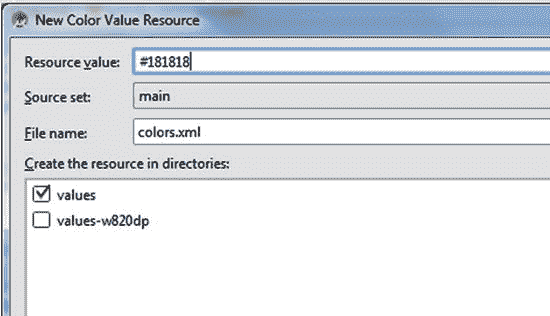 New Color Value Resource
Resource value: #181818
Source set: main
File name: colors.xml
Create the resource in directories:
values
values-w820dp